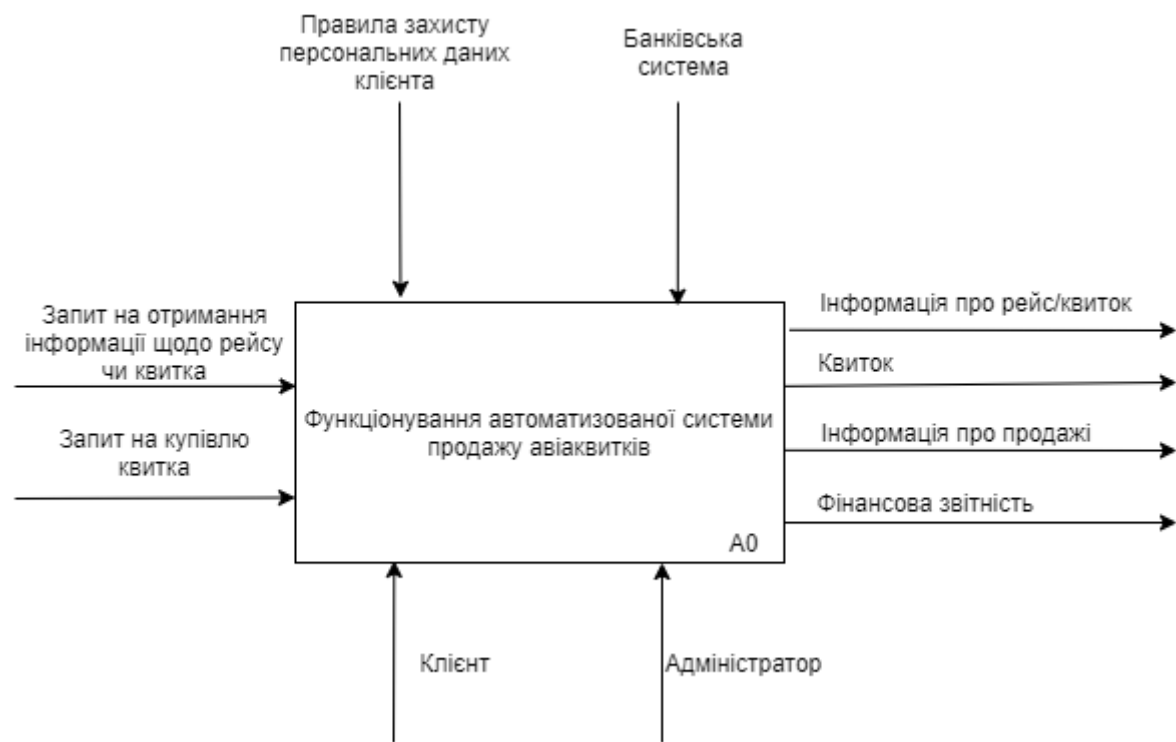 Правила захисту
персональних даних
клієнта
Банківська
система
Запит на отримання
інформації щодо рейсу
чи квитка
Запит на купівлю
квитка
Функціонування автоматизованої системи
продажу авіаквитків
А0
Інформація про рейс/квиток
Квиток
Інформація про продажі
Фінансова звітність
Клієнт
Адміністратор